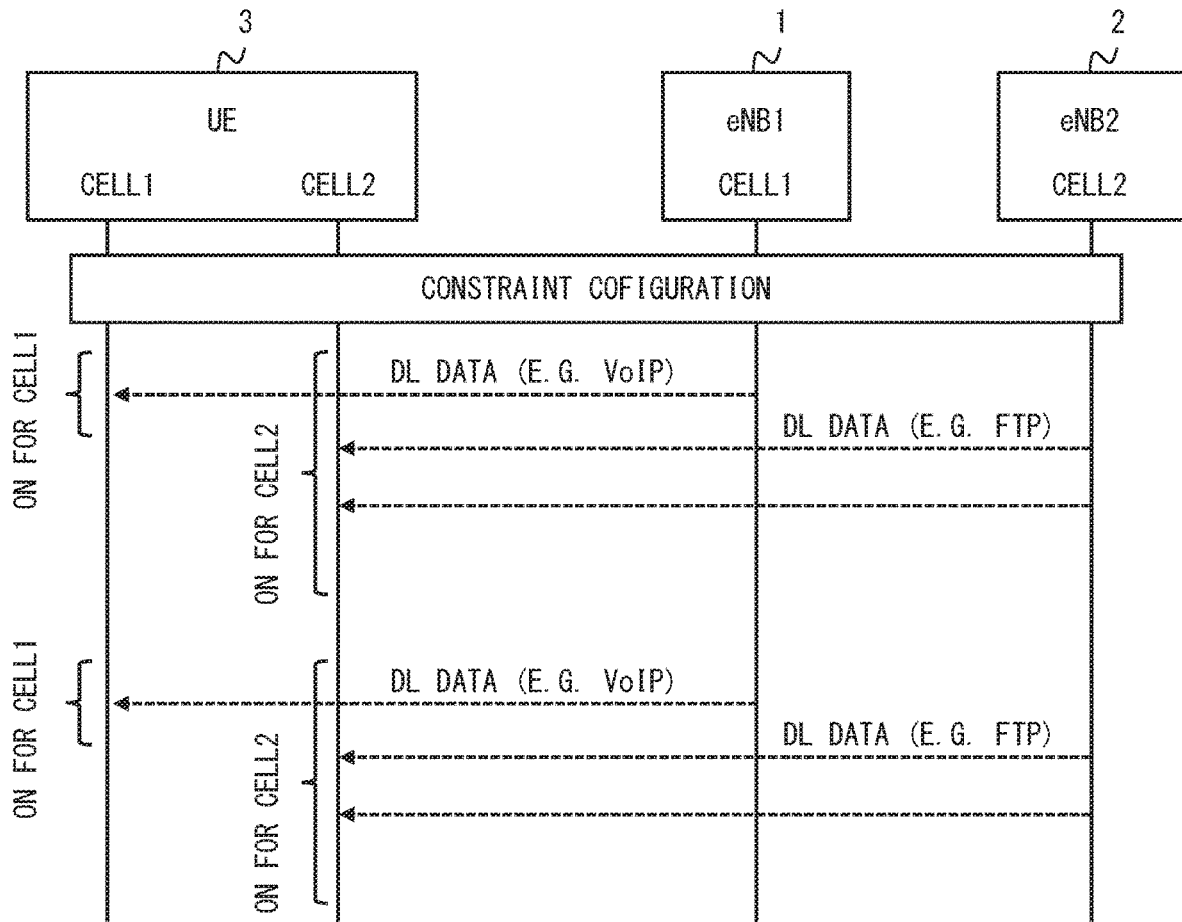 3
1
2
UE
CELL1 CELL2
eNB1
CELL1
eNB2
CELL2
CONSTRAINT COFIGURATION
ON FOR CELL1
ON FOR CELL2
DL DATA (E.G. VoIP)
DL DATA (E.G. FTP)
ON FOR CELL1
ON FOR CELL2
DL DATA (E.G. VoIP)
DL DATA (E.G. FTP)